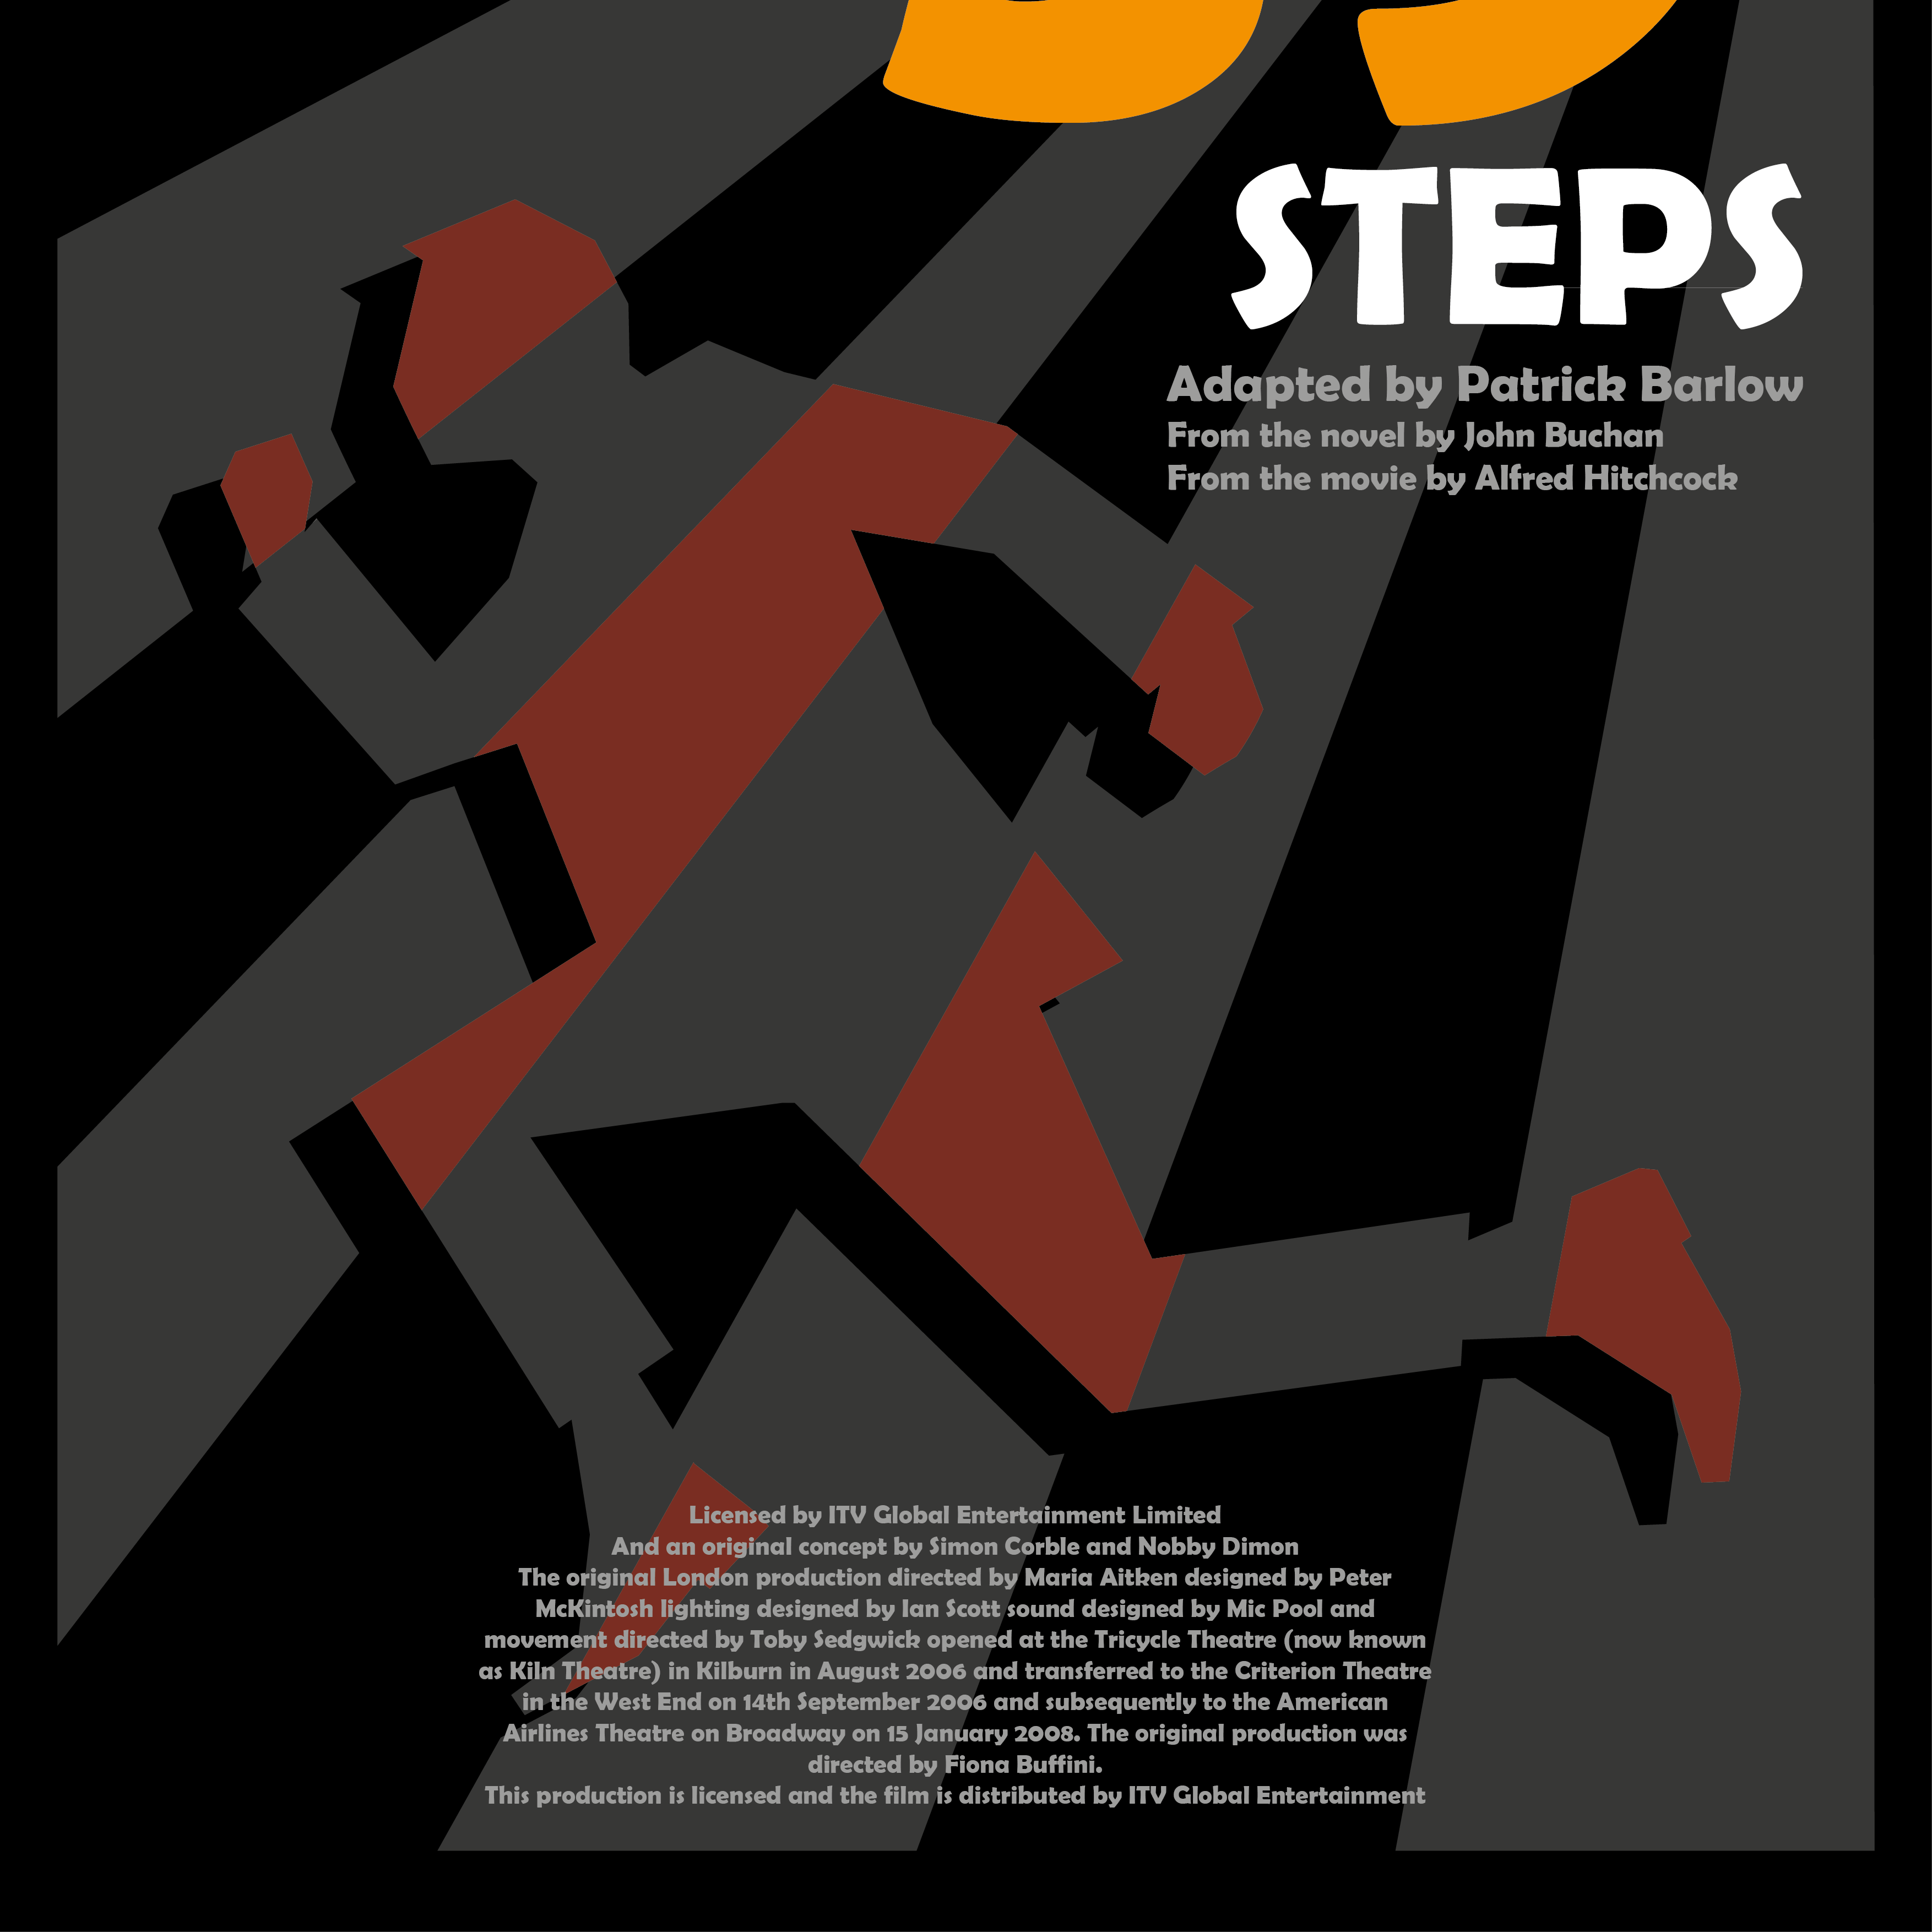 STEPS
Adapted by Patrick Barlow
From the novel by John Buchan
From the movie by Alfred Hitchcock
Licensed by ITV Global Entertainment Limited
And an original concept by Simon Corble and Nobby Dimon
The original London production directed by Maria Aitken designed by Peter
McKintosh lighting designed by Ian Scott sound designed by Mic Pool and
movement directed by Toby Sedgwick opened at the Tricycle Theatre (now known
as Kiln Theatre) in Kilburn in August 2006 and transferred to the Criterion Theatre
in the West End on 14th September 2006 and subsequently to the American
Airlines Theatre on Broadway on 15 January 2008. The original production was
directed by Fiona Buffini.
This production is licensed and the film is distributed by ITV Global Entertainment